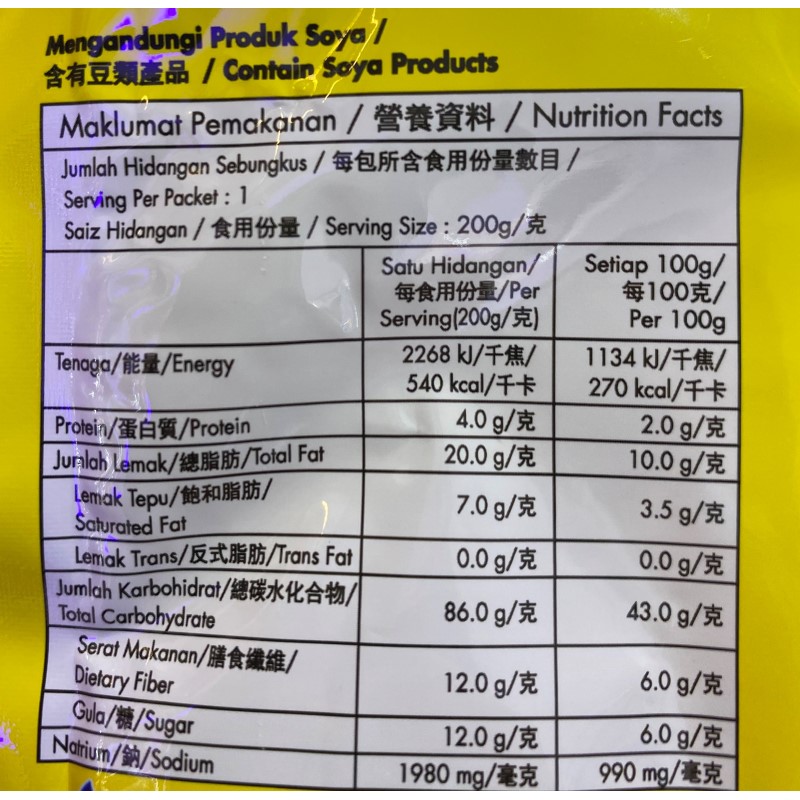 Mengandungi Produk Soya /
含有豆類產品 / Contain Soya Products
Maklumat Pemakanan / 營養資料 / Nutrition Facts
Jumlah Hidangan Sebungkus / 每包所含食用份量數目 /
Serving Per Packet : 1
Saiz Hidangan / 食用份量 / Serving Size : 200g/克
Satu Hidangan/
每食用份量/Per
Serving(200g/克)
Setiap 100g/
每100克/
Per 100g
Tenaga/能量/Energy
2268 kJ/千焦/
540 kcal/千卡
1134 kJ/千焦/
270 kcal/千卡
Protein/蛋白質/Protein
4.0 g/克
2.0 g/克
Jumlah Lemak/總脂肪/Total Fat
20.0 g/克
10.0 g/克
Lemak Tepu/飽和脂肪/
Saturated Fat
7.0 g/克
3.5 g/克
Lemak Trans/反式脂肪/Trans Fat
0.0 g/克
0.0 g/克
Jumlah Karbohidrat/總碳水化合物/
Total Carbohydrate
86.0 g/克
43.0 g/克
Serat Makanan/膳食纖維/
Dietary Fiber
12.0 g/克
6.0 g/克
Gula/糖/Sugar
12.0 g/克
6.0 g/克
Natrium/鈉/Sodium
1980 mg/毫克
990 mg/毫克